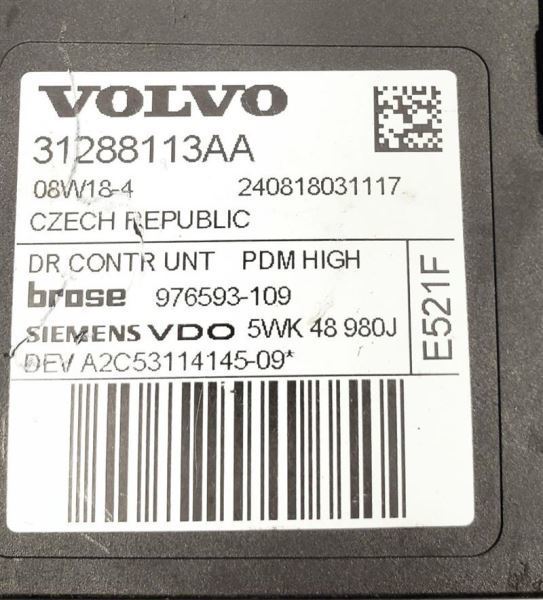 VOLVO
31288113AA
08W18-4 240818031117
CZECH REPUBLIC
DR CONTR UNT PDM HIGH
brose 976593-109
SIEMENS VDO 5WK 48 980J
DEV A2C53114145-09*
E521F